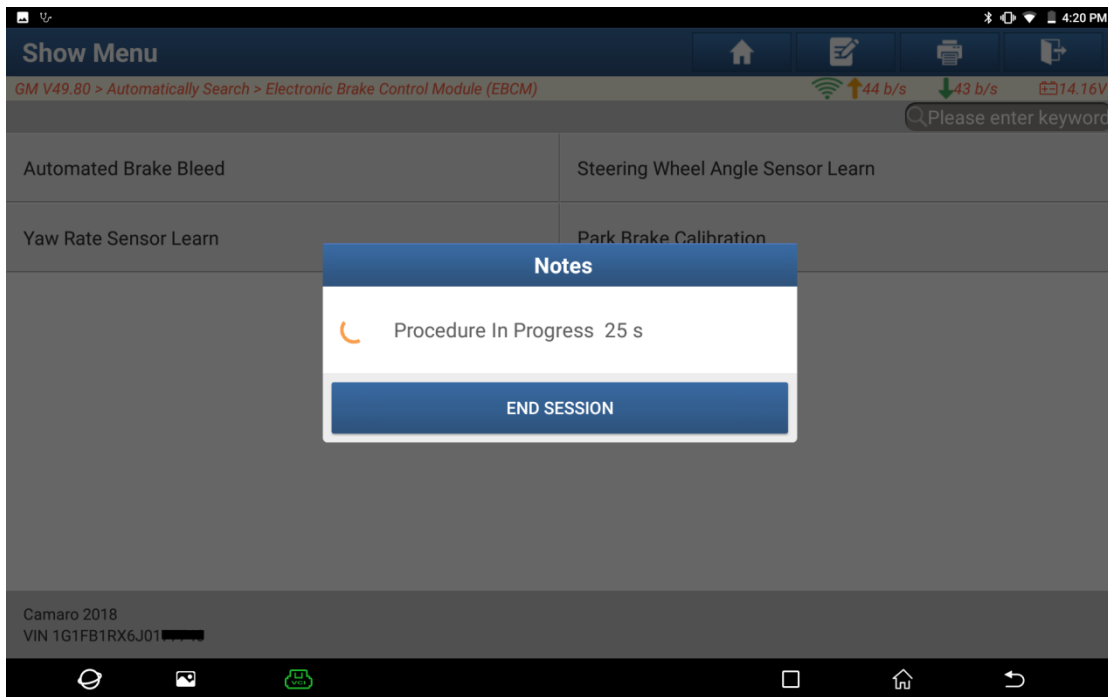 4:20 PM
Show Menu
GM V49.80 > Automatically Search > Electronic Brake Control Module (EBCM)
44 b/s
43 b/s
14.16V
Please enter keyword
Automated Brake Bleed
Steering Wheel Angle Sensor Learn
Yaw Rate Sensor Learn
Park Brake Calibration
Notes
Procedure In Progress 25 s
END SESSION
Camaro 2018
VIN 1G1FB1RX6J01
VCI